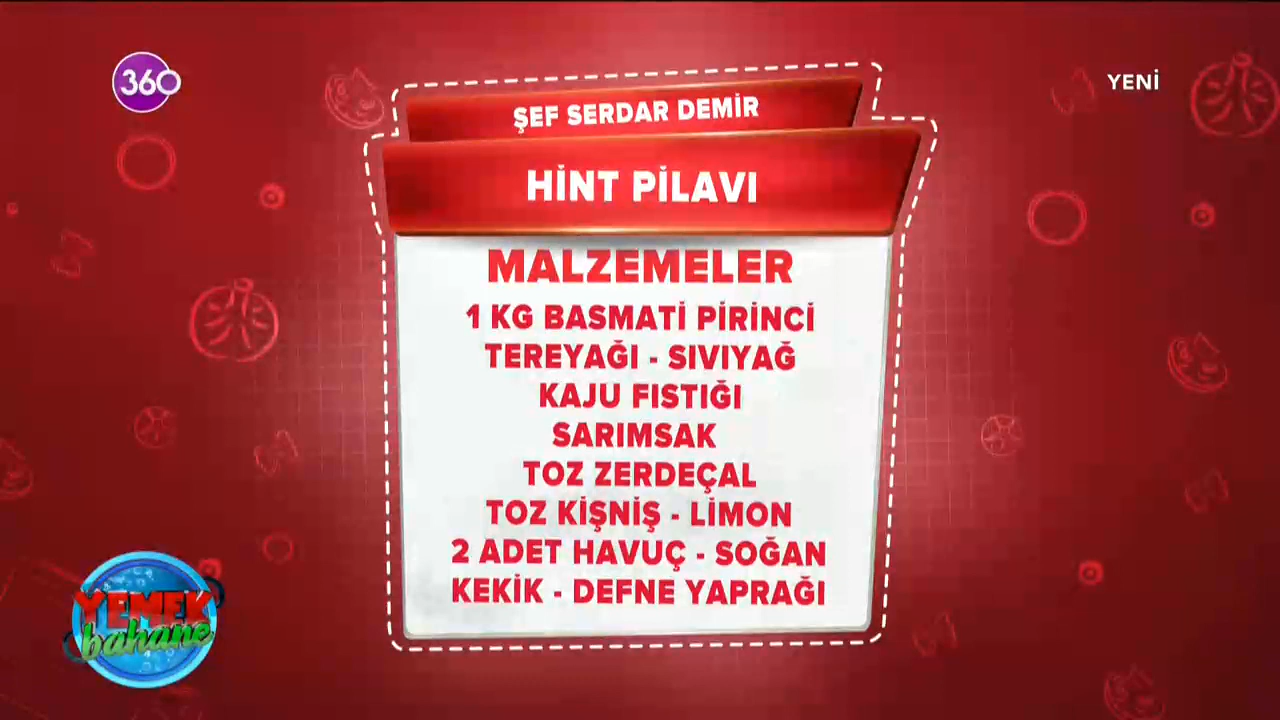 360
YENİ
ŞEF SERDAR DEMİR
HİNT PİLAVI
MALZEMELER
1 KG BASMATİ PİRİNCİ
TEREYAĞI - SIVIYAĞ
KAJU FISTIĞI
SARIMSAK
TOZ ZERDEÇAL
TOZ KİŞNİŞ - LİMON
2 ADET HAVUÇ - SOĞAN
KEKİK - DEFNE YAPRAĞI
YEMEK
bahane